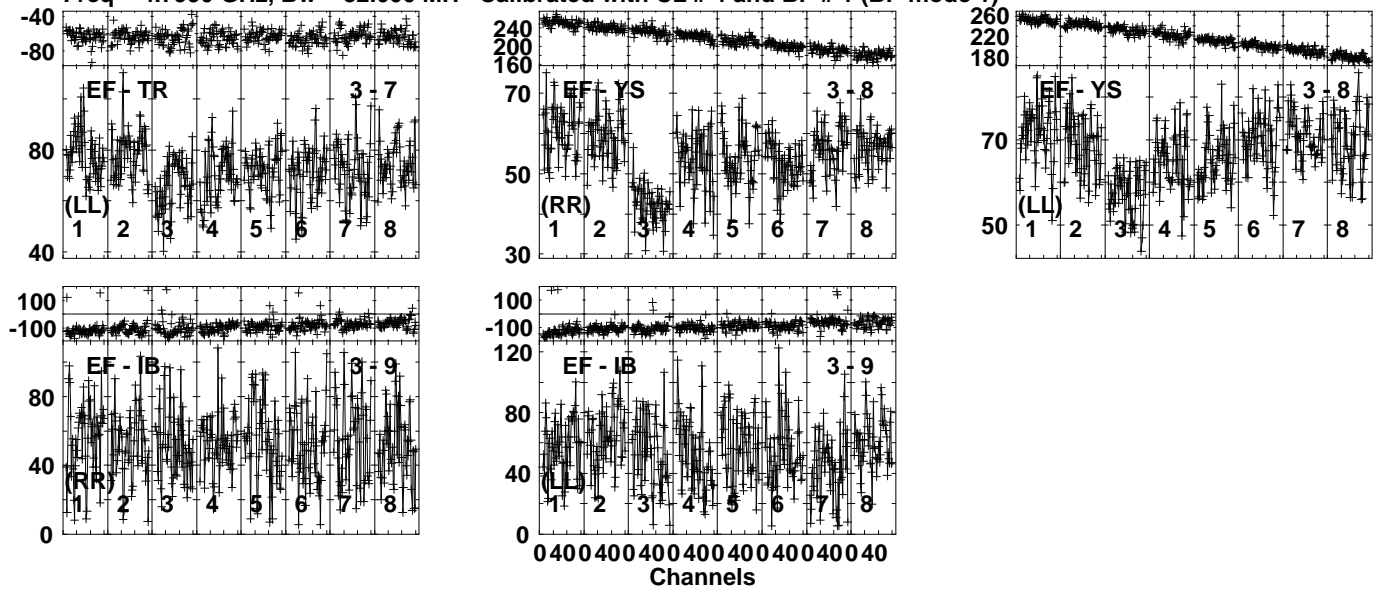 -40
-80
EF - TR 3 - 7
80
(LL)
1 2 3 4 5 6 7 8
40
240
200
160
EF - YS 3 - 8
70
50
(RR)
1 2 3 4 5 6 7 8
30
260
220
180
EF - YS 3 - 8
70
(LL)
50
1 2 3 4 5 6 7 8
100
-100
EF - IB 3 - 9
80
40
(RR)
1 2 3 4 5 6 7 8
0
100
-100
120
EF - IB 3 - 9
80
40
(LL)
1 2 3 4 5 6 7 8
0
0 40 0 40 0 40 0 40 0 40 0 40 0 40 0 40
Channels